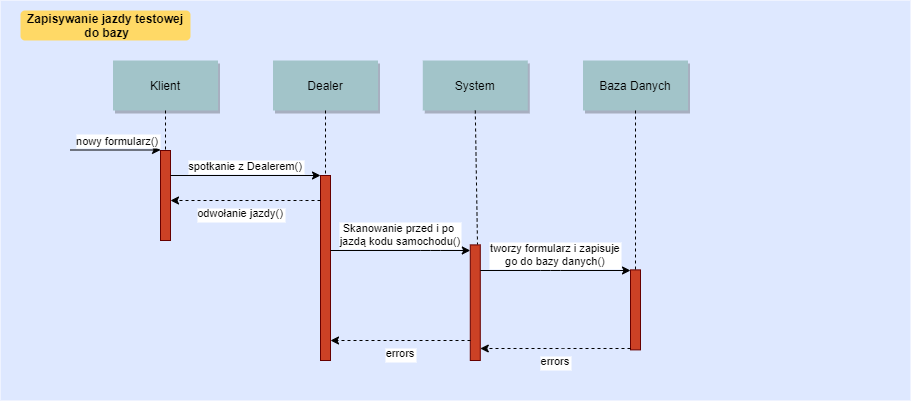 Zapisywanie jazdy testowej
do bazy
Klient
Dealer
System
Baza Danych
nowy formularz()
spotkanie z Dealerem()
odwołanie jazdy()
Skanowanie przed i po
jazdą kodu samochodu()
tworzy formularz i zapisuje
go do bazy danych()
errors
errors